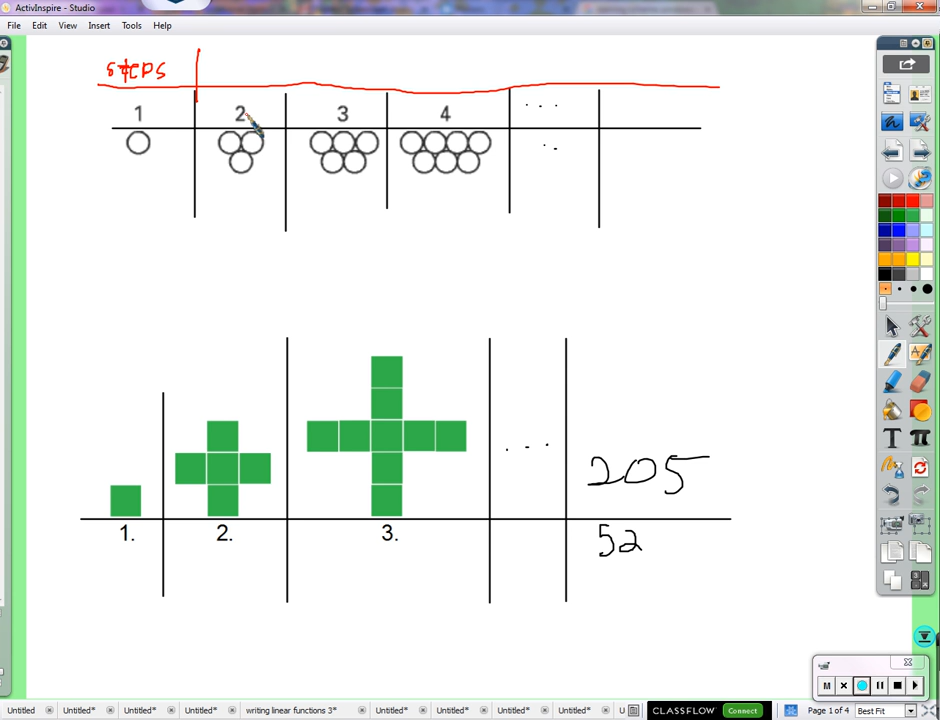 ActivInspire - Studio
File Edit View Insert Tools Help
steps
1 2 3 4 ...
..
... 205
1. 2. 3. 52
M
Untitled Untitled* Untitled* Untitled* writing linear functions 3* Untitled* Untitled* Untitled* Untitled* Untitled* U CLASSFLOW Connect Page 1 of 4 Best Fit